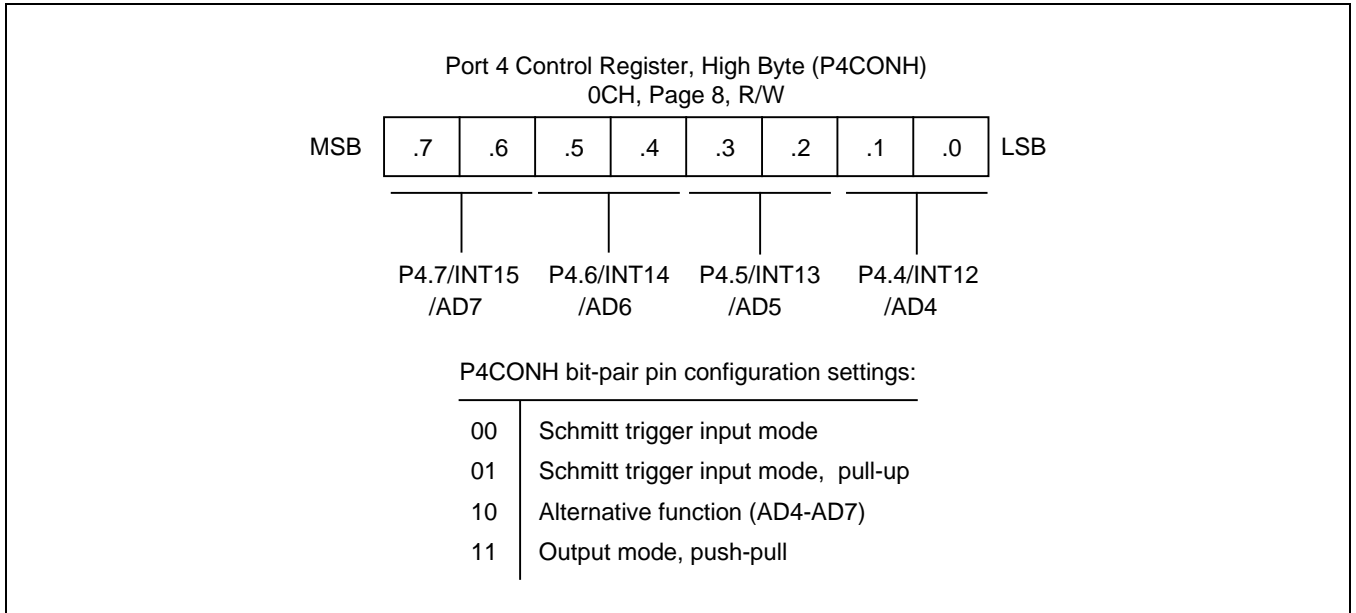 Port 4 Control Register, High Byte (P4CONH)
0CH, Page 8, R/W
MSB .7 .6 .5 .4 .3 .2 .1 .0 LSB
P4.7/INT15 P4.6/INT14 P4.5/INT13 P4.4/INT12
/AD7 /AD6 /AD5 /AD4
P4CONH bit-pair pin configuration settings:
00 Schmitt trigger input mode
01 Schmitt trigger input mode, pull-up
10 Alternative function (AD4-AD7)
11 Output mode, push-pull